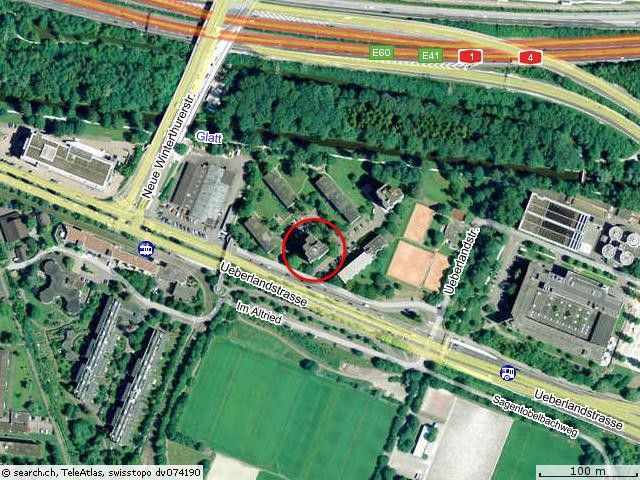 E60
E41
1
4
Neue Winterthurerstr.
Glatt
Ueberlandstr.
Ueberlandstrasse
Im Altried
Ueberlandstrasse
Sagentobelbachweg
© search.ch, TeleAtlas, swisstopo dv074190
100 m